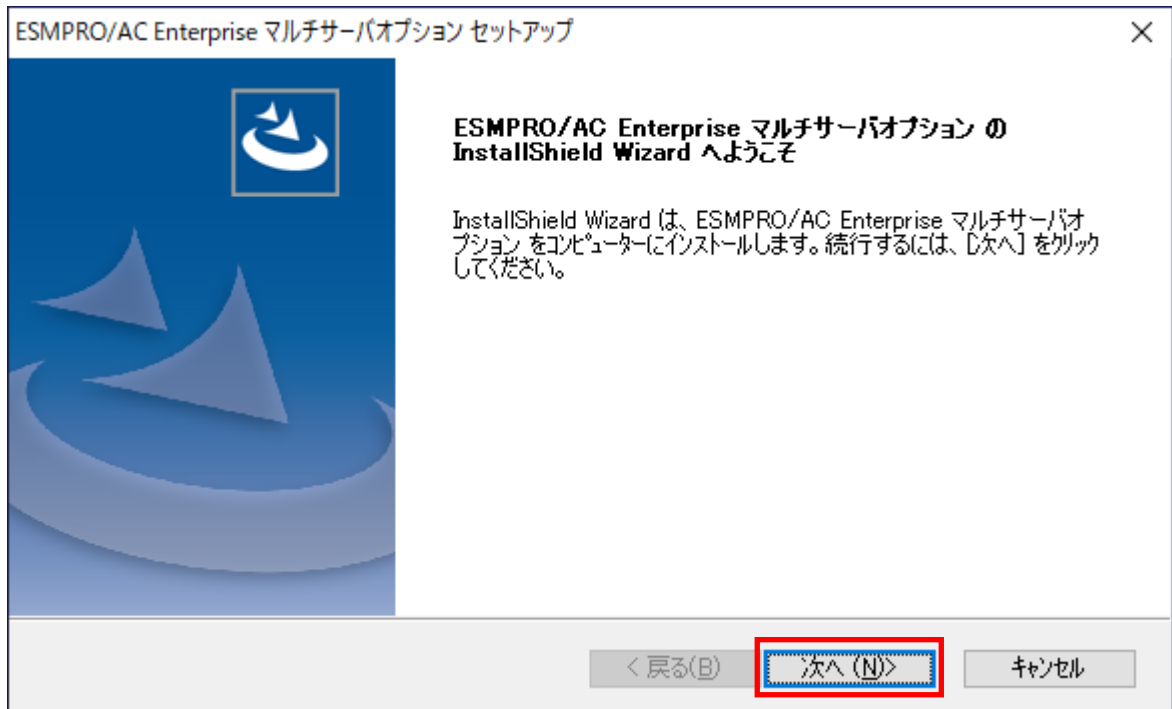 ESMPRO/AC Enterprise マルチサーバオプション セットアップ
ESMPRO/AC Enterprise マルチサーバオプション の
InstallShield Wizard へようこそ
InstallShield Wizard は、ESMPRO/AC Enterprise マルチサーバオ
プション をコンピューターにインストールします。続行するには、[次へ] をクリック
してください。
< 戻る(B)
次へ (N)>
キャンセル